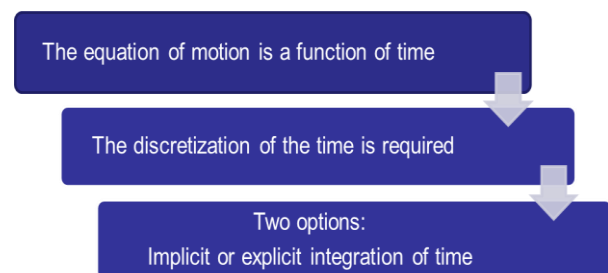 The equation of motion is a function of time
The discretization of the time is required
Two options:
Implicit or explicit integration of time